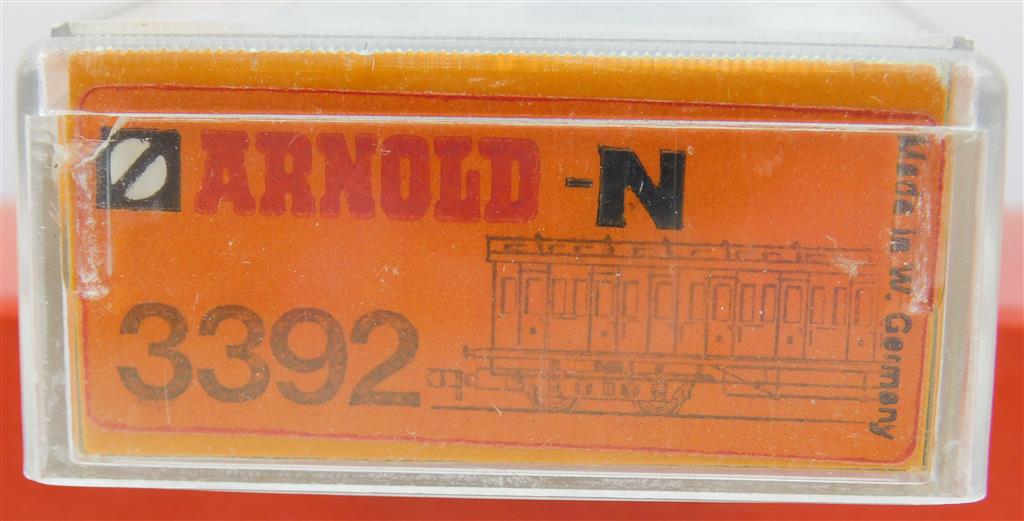 ARNOLD -N
3392
Made in W. Germany